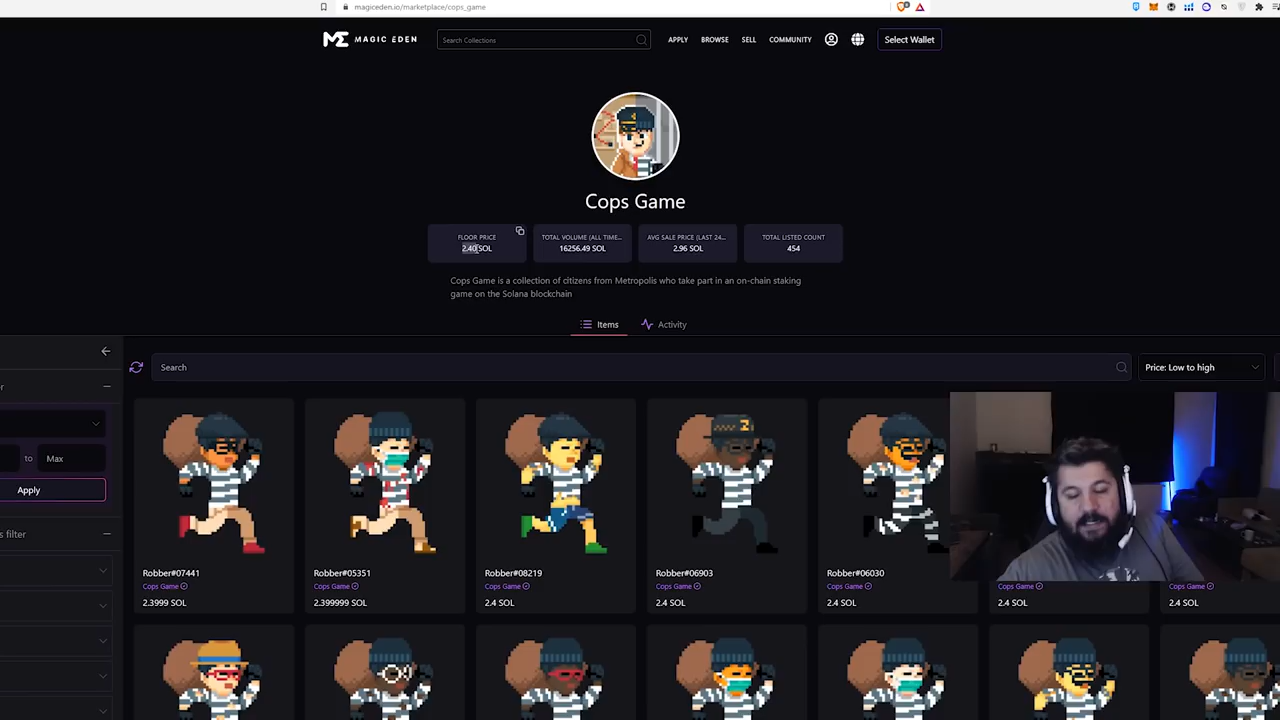 magiceden.io/marketplace/cops_game
MAGIC EDEN
Search Collections
APPLY
BROWSE
SELL
COMMUNITY
Select Wallet
Cops Game
FLOOR PRICE
2.40 SOL
TOTAL VOLUME (ALL TIME...
16256.49 SOL
AVG SALE PRICE (LAST 24...
2.96 SOL
TOTAL LISTED COUNT
454
Cops Game is a collection of citizens from Metropolis who take part in an on-chain staking
game on the Solana blockchain
Items
Activity
Search
Price: Low to high
to
Max
Apply
s filter
Robber#07441
Cops Game
2.3999 SOL
Robber#05351
Cops Game
2.399999 SOL
Robber#08219
Cops Game
2.4 SOL
Robber#06903
Cops Game
2.4 SOL
Robber#06030
Cops Game
2.4 SOL
Cops Game
2.4 SOL
Cops Game
2.4 SOL